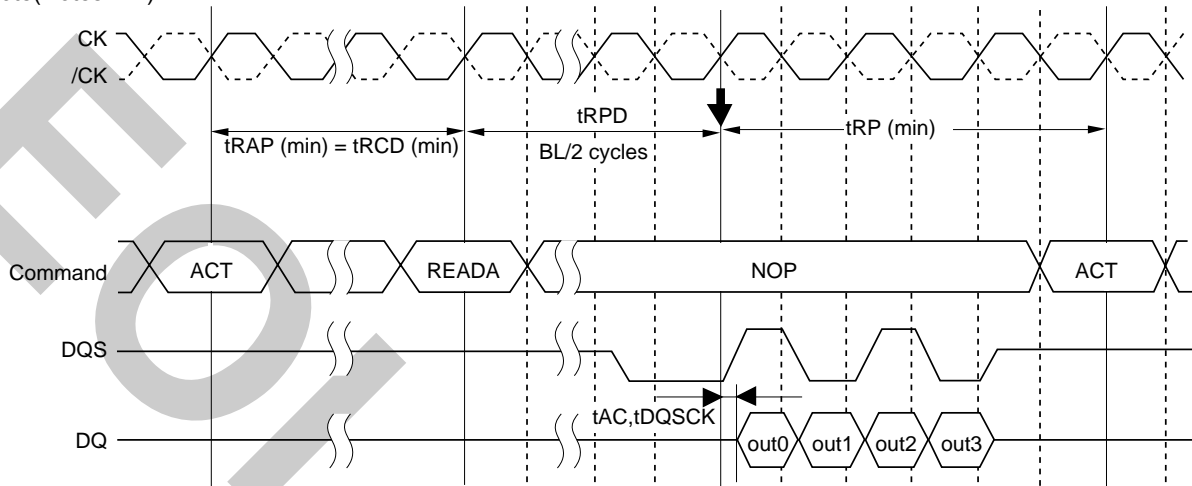 CK
/CK
tRPD
tRP (min)
tRAP (min) = tRCD (min)
BL/2 cycles
Command
ACT
READA
NOP
ACT
DQS
tAC,tDQSCK
DQ
out0
out1
out2
out3